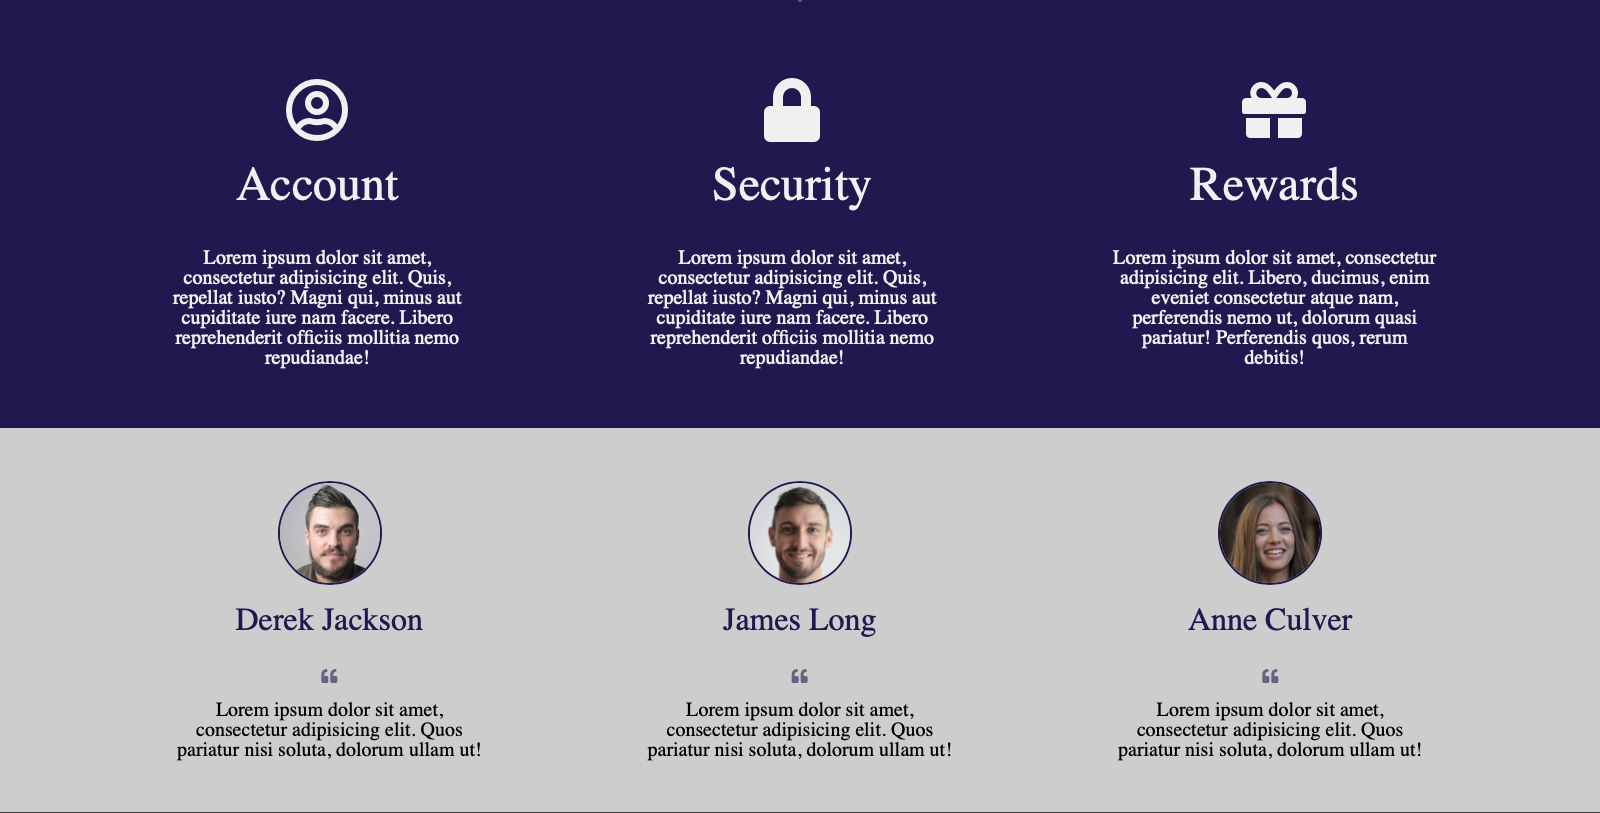 Account
Security
Rewards
Lorem ipsum dolor sit amet,
consectetur adipisicing elit. Quis,
repellat iusto? Magni qui, minus aut
cupiditate iure nam facere. Libero
reprehenderit officiis mollitia nemo
repudiandae!
Lorem ipsum dolor sit amet,
consectetur adipisicing elit. Quis,
repellat iusto? Magni qui, minus aut
cupiditate iure nam facere. Libero
reprehenderit officiis mollitia nemo
repudiandae!
Lorem ipsum dolor sit amet, consectetur
adipisicing elit. Libero, ducimus, enim
eveniet consectetur atque nam,
perferendis nemo ut, dolorum quasi
pariatur! Perferendis quos, rerum
debitis!
Derek Jackson
James Long
Anne Culver
“
Lorem ipsum dolor sit amet,
consectetur adipisicing elit. Quos
pariatur nisi soluta, dolorum ullam ut!
“
Lorem ipsum dolor sit amet,
consectetur adipisicing elit. Quos
pariatur nisi soluta, dolorum ullam ut!
“
Lorem ipsum dolor sit amet,
consectetur adipisicing elit. Quos
pariatur nisi soluta, dolorum ullam ut!